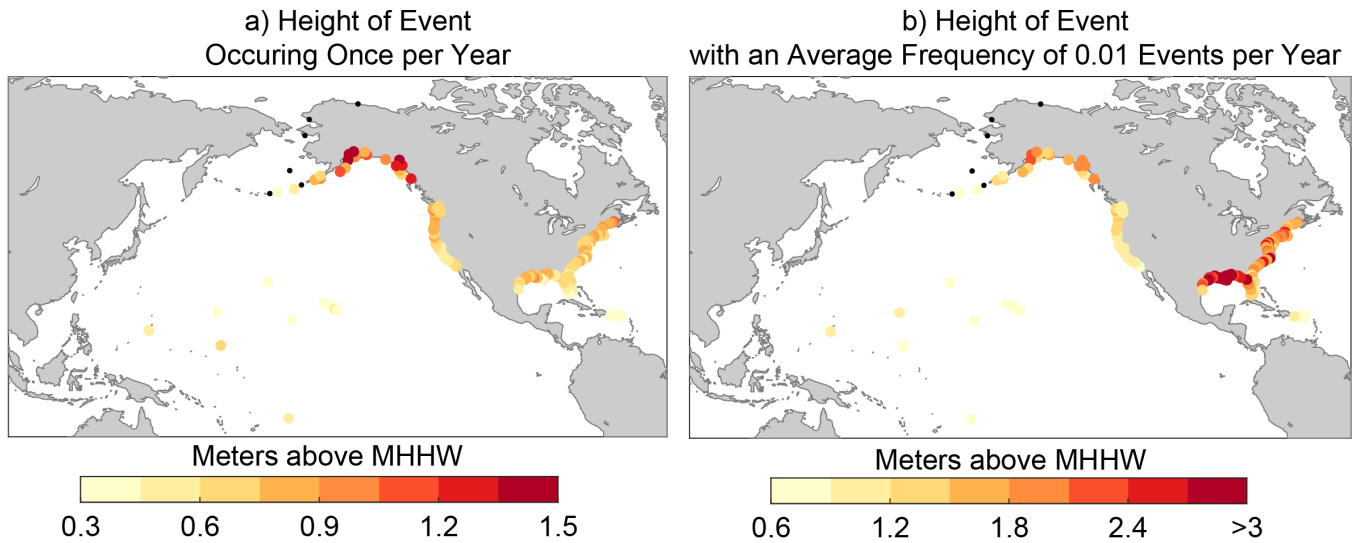 a) Height of Event
Occuring Once per Year
b) Height of Event
with an Average Frequency of 0.01 Events per Year
Meters above MHHW
0.3 0.6 0.9 1.2 1.5
Meters above MHHW
0.6 1.2 1.8 2.4 >3